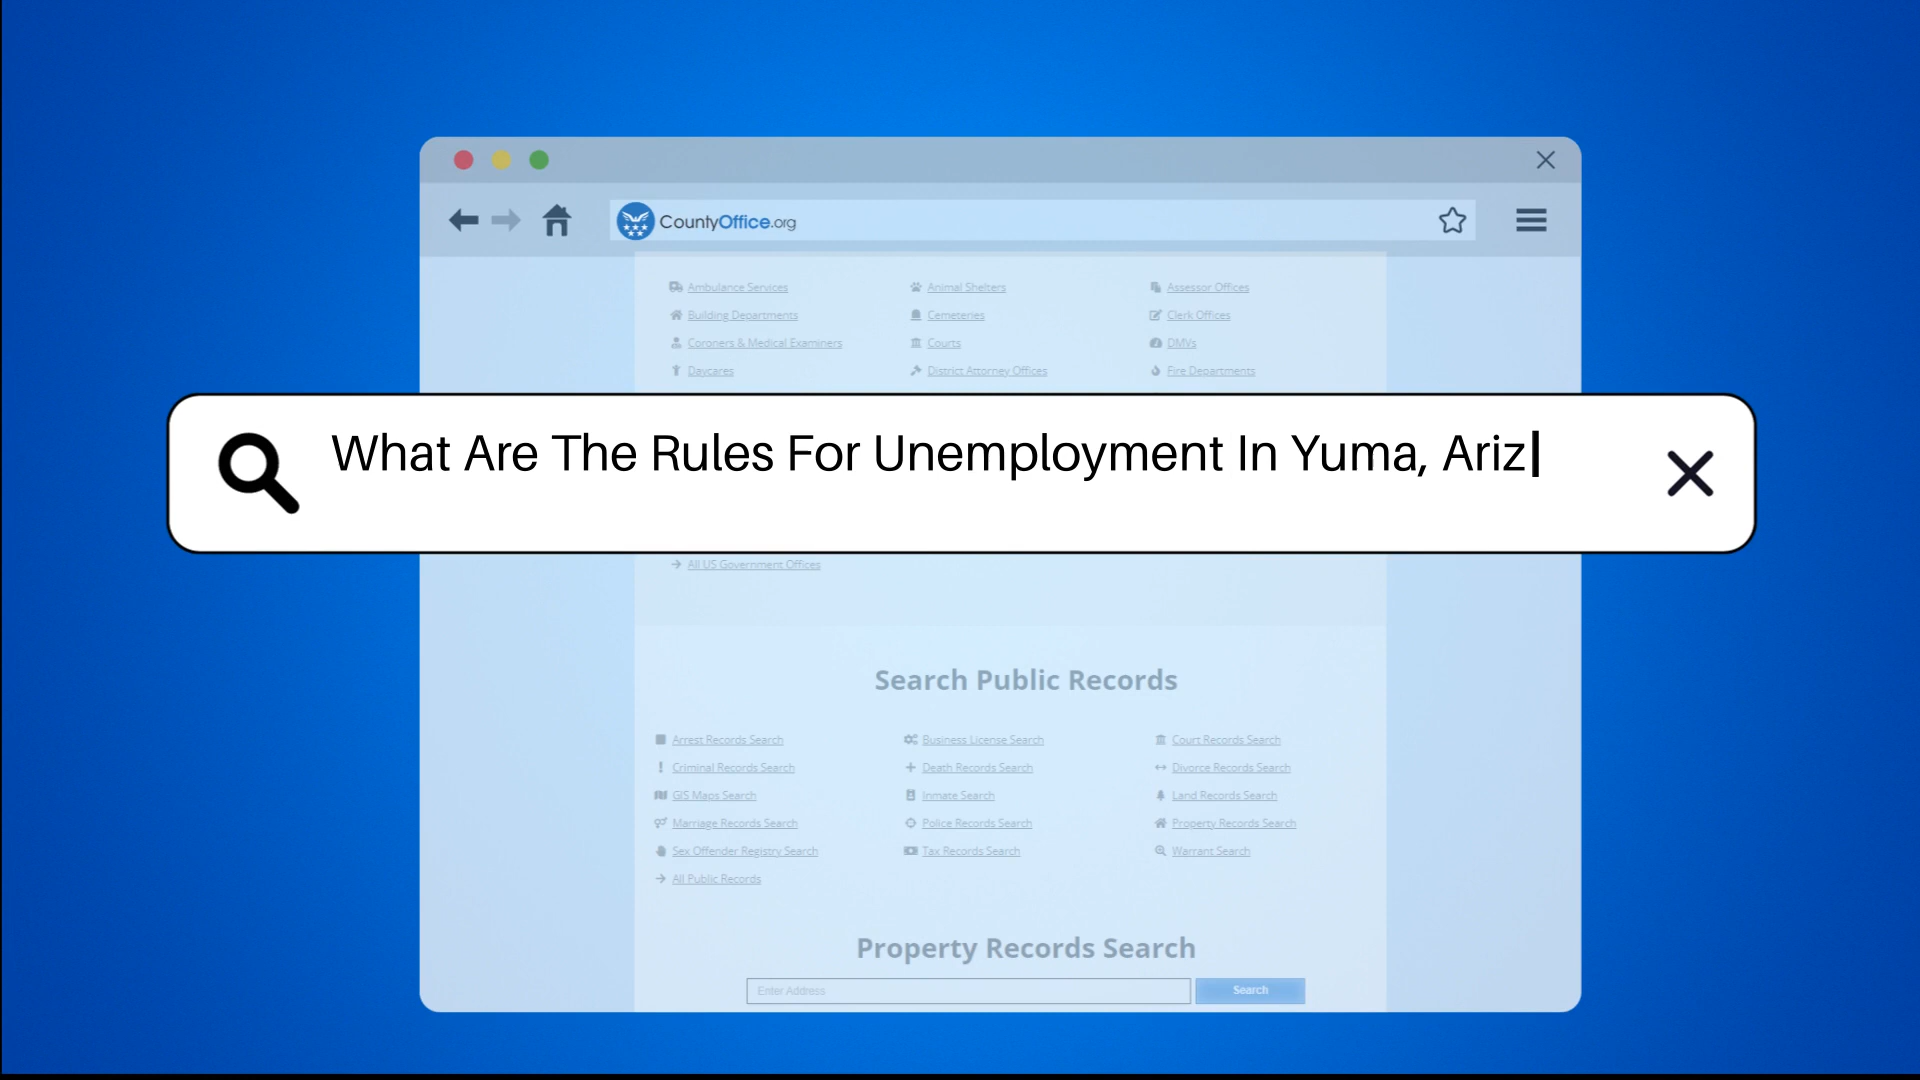 CountyOffice.org
Ambulance Services Animal Shelters Assessor Offices
Building Departments Cemeteries Clerk Offices
Coroners & Medical Examiners Courts DMVs
Daycares District Attorney Offices Fire Departments
What Are The Rules For Unemployment In Yuma, Ariz
All US Government Offices
Search Public Records
Arrest Records Search Business License Search Court Records Search
Criminal Records Search Death Records Search Divorce Records Search
GIS Maps Search Inmate Search Land Records Search
Marriage Records Search Police Records Search Property Records Search
Sex Offender Registry Search Tax Records Search Warrant Search
All Public Records
Property Records Search
Enter Address Search